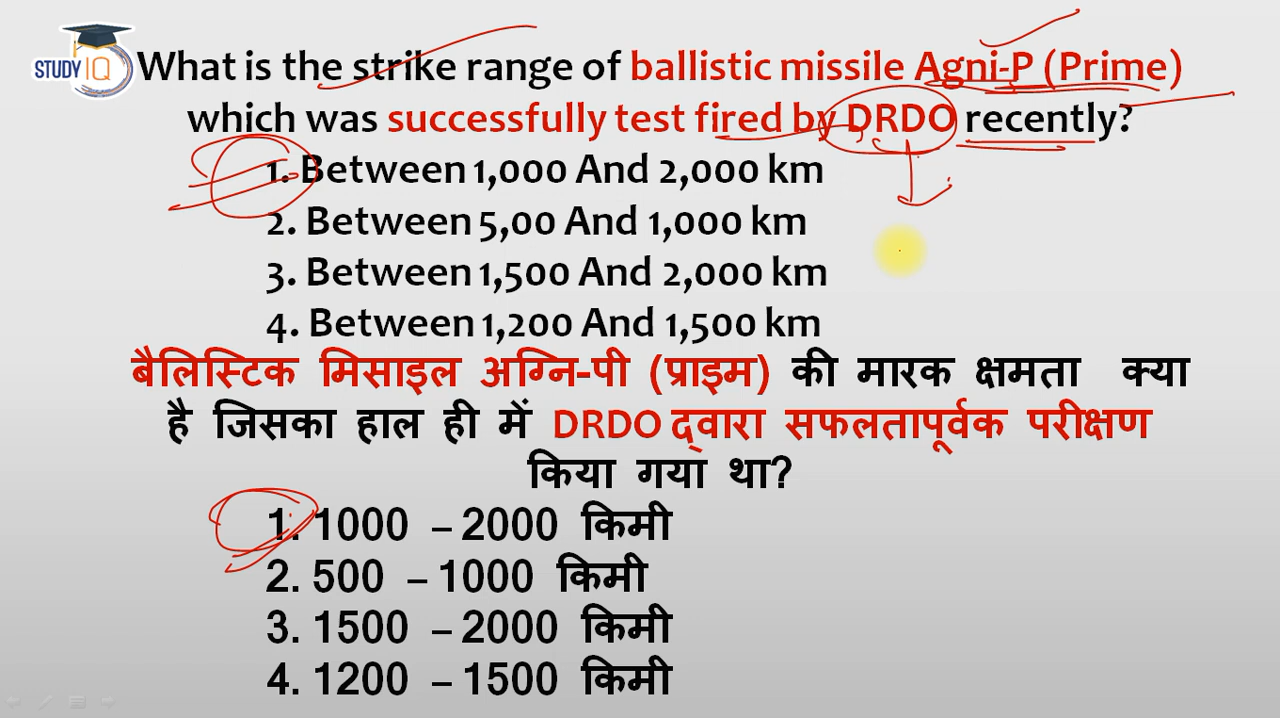 STUDY IQ
What is the strike range of ballistic missile Agni-P (Prime)
which was successfully test fired by DRDO recently?
1. Between 1,000 And 2,000 km
2. Between 5,00 And 1,000 km
3. Between 1,500 And 2,000 km
4. Between 1,200 And 1,500 km
बैलिस्टिक मिसाइल अग्नि-पी (प्राइम) की मारक क्षमता क्या
है जिसका हाल ही में DRDO द्वारा सफलतापूर्वक परीक्षण
किया गया था?
1. 1000 – 2000 किमी
2. 500 – 1000 किमी
3. 1500 – 2000 किमी
4. 1200 – 1500 किमी